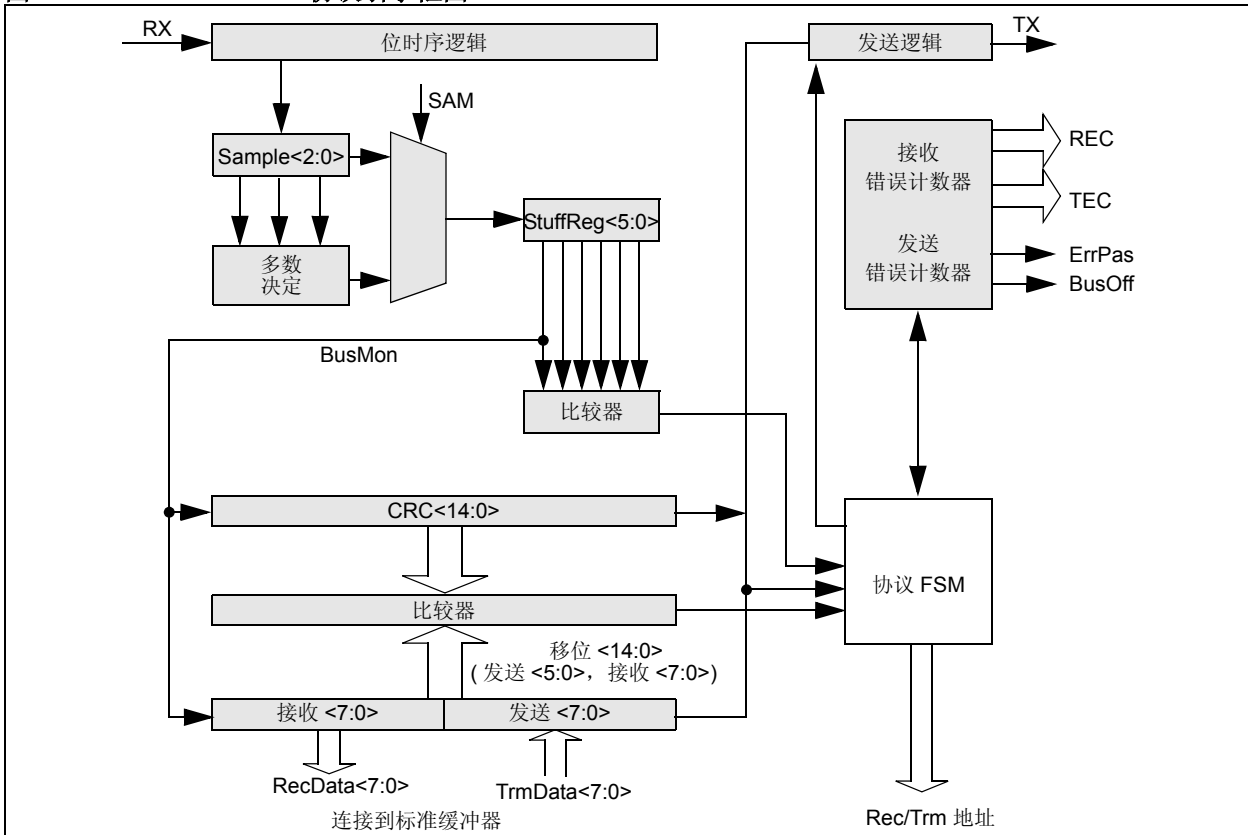 RX
位时序逻辑
发送逻辑
TX
SAM
Sample<2:0>
多数
决定
StuffReg<5:0>
接收
错误计数器
发送
错误计数器
REC
TEC
ErrPas
BusOff
BusMon
比较器
CRC<14:0>
比较器
协议 FSM
移位 <14:0>
( 发送 <5:0>，接收 <7:0>)
接收 <7:0>
发送 <7:0>
RecData<7:0>
TrmData<7:0>
连接到标准缓冲器
Rec/Trm 地址